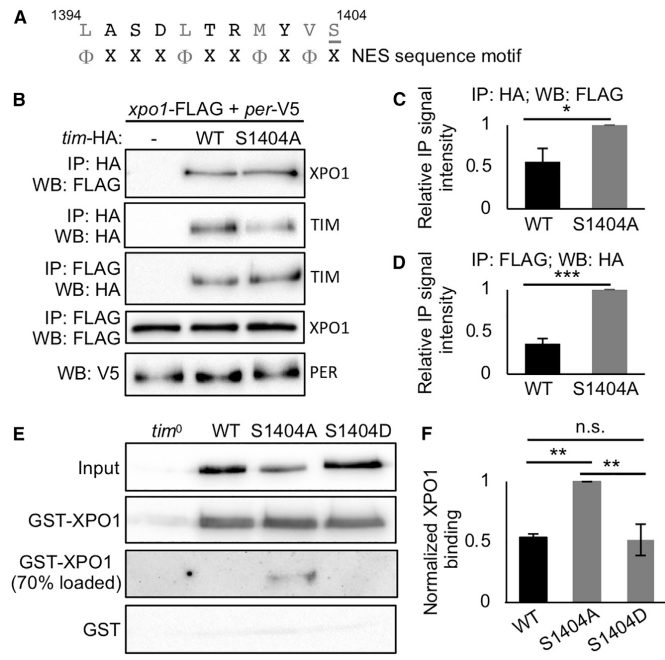 A
1394 1404
L A S D L T R M Y V S
Φ X X X Φ X X Φ X Φ X NES sequence motif
B
xpo1-FLAG + per-V5
tim-HA: - WT S1404A
IP: HA
WB: FLAG
XPO1
IP: HA
WB: HA
TIM
IP: FLAG
WB: HA
TIM
IP: FLAG
WB: FLAG
XPO1
WB: V5
PER
C
IP: HA; WB: FLAG
Relative IP signal
intensity
1
0.5
0
*
WT S1404A
D
IP: FLAG; WB: HA
Relative IP signal
intensity
1
0.5
0
***
WT S1404A
E
tim⁰ WT S1404A S1404D
Input
GST-XPO1
GST-XPO1
(70% loaded)
GST
F
Normalized XPO1
binding
1
0.5
0
n.s.
** **
WT S1404A S1404D